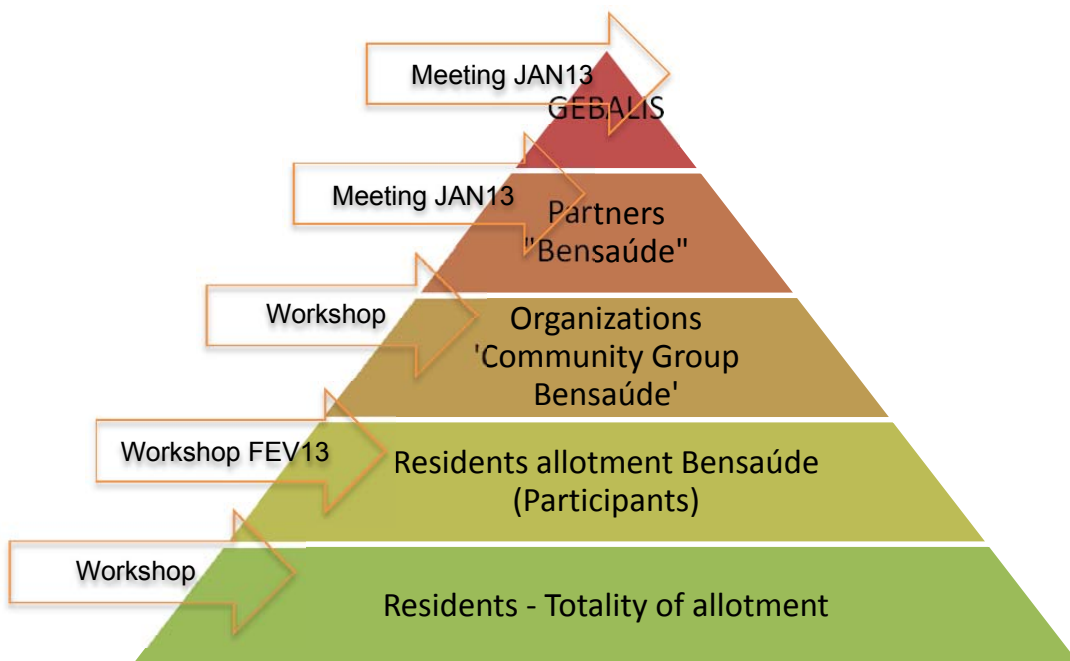 Meeting JAN13
GEBALIS
Meeting JAN13
Partners
"Bensaúde"
Workshop
Organizations
'Community Group
Bensaúde'
Workshop FEV13
Residents allotment Bensaúde
(Participants)
Workshop
Residents - Totality of allotment